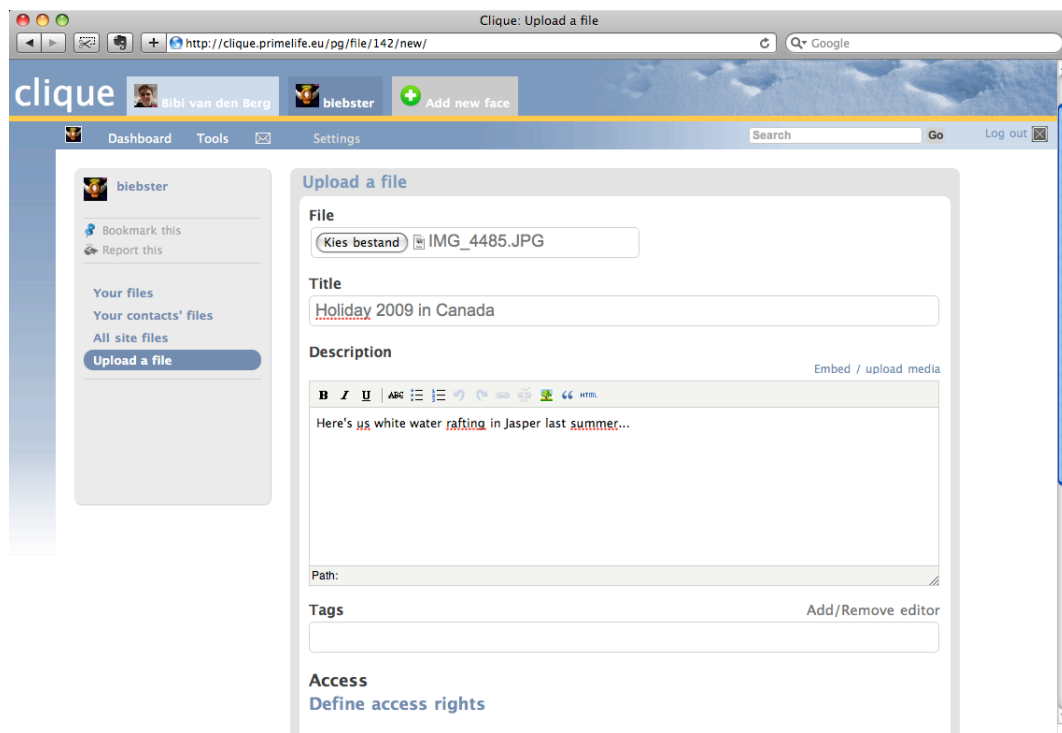 Clique: Upload a file
http://clique.primelife.eu/pg/file/142/new/
Google
clique
Bibi van den Berg
biebster
Add new face
Dashboard
Tools
Settings
Search
Go
Log out
biebster
Bookmark this
Report this
Your files
Your contacts' files
All site files
Upload a file
Upload a file
File
Kies bestand IMG_4485.JPG
Title
Holiday 2009 in Canada
Description
Embed / upload media
B I U ABC HTML
Here's us white water rafting in Jasper last summer...
Path:
Tags
Add/Remove editor
Access
Define access rights